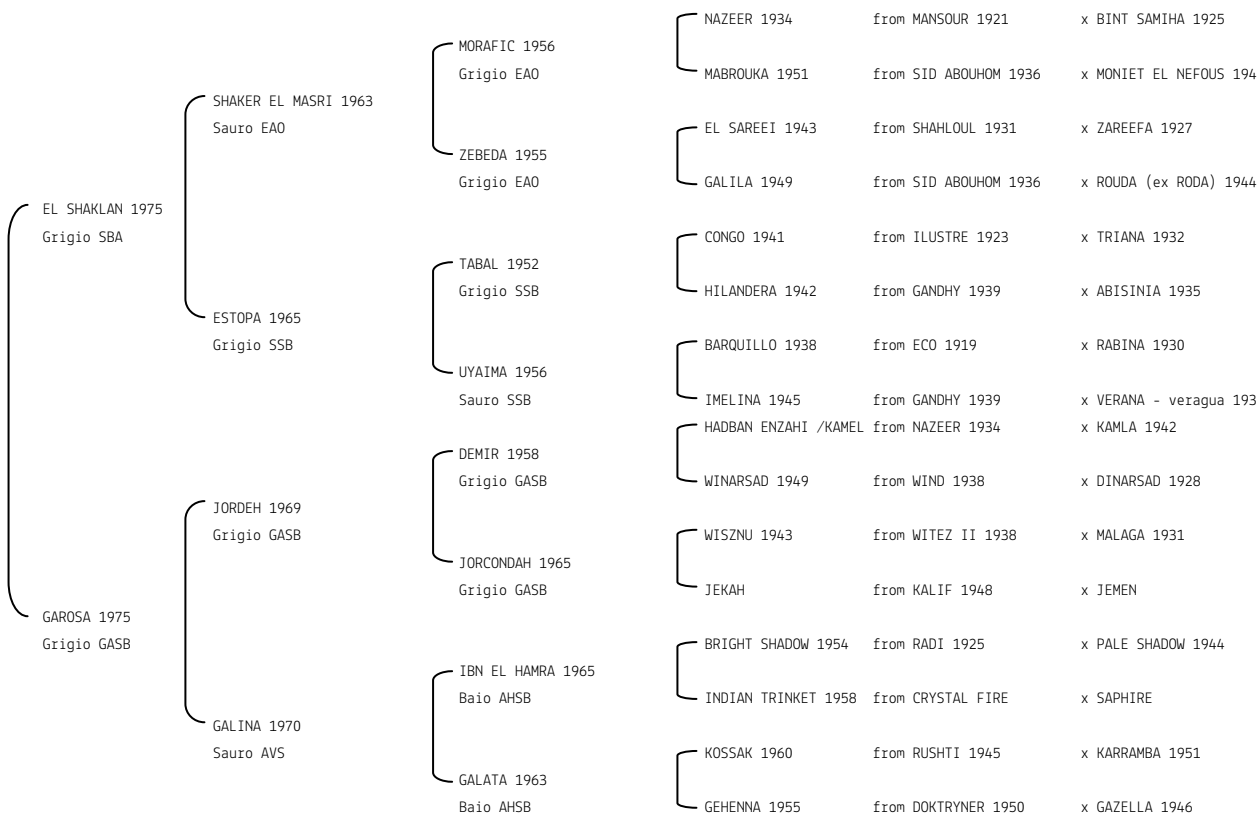 NAZEER 1934 from MANSOUR 1921 x BINT SAMIHA 1925
MORAFIC 1956
Grigio EAO
MABROUKA 1951 from SID ABOUHOM 1936 x MONIET EL NEFOUS 194
SHAKER EL MASRI 1963
Sauro EAO
EL SAREEI 1943 from SHAHLOUL 1931 x ZAREEFA 1927
ZEBEDA 1955
Grigio EAO
GALILA 1949 from SID ABOUHOM 1936 x ROUDA (ex RODA) 1944
EL SHAKLAN 1975
Grigio SBA
CONGO 1941 from ILUSTRE 1923 x TRIANA 1932
TABAL 1952
Grigio SSB
HILANDERA 1942 from GANDHY 1939 x ABISINIA 1935
ESTOPA 1965
Grigio SSB
BARQUILLO 1938 from ECO 1919 x RABINA 1930
UYAIMA 1956
Sauro SSB
IMELINA 1945 from GANDHY 1939 x VERANA - veragua 193
HADBAN ENZAHI /KAMEL from NAZEER 1934 x KAMLA 1942
DEMIR 1958
Grigio GASB
WINARSAD 1949 from WIND 1938 x DINARSAD 1928
JORDEH 1969
Grigio GASB
WISZNU 1943 from WITEZ II 1938 x MALAGA 1931
JORCONDAH 1965
Grigio GASB
JEKAH from KALIF 1948 x JEMEN
GAROSA 1975
Grigio GASB
BRIGHT SHADOW 1954 from RADI 1925 x PALE SHADOW 1944
IBN EL HAMRA 1965
Baio AHSB
INDIAN TRINKET 1958 from CRYSTAL FIRE x SAPHIRE
GALINA 1970
Sauro AVS
KOSSAK 1960 from RUSHTI 1945 x KARRAMBA 1951
GALATA 1963
Baio AHSB
GEHENNA 1955 from DOKTRYNER 1950 x GAZELLA 1946